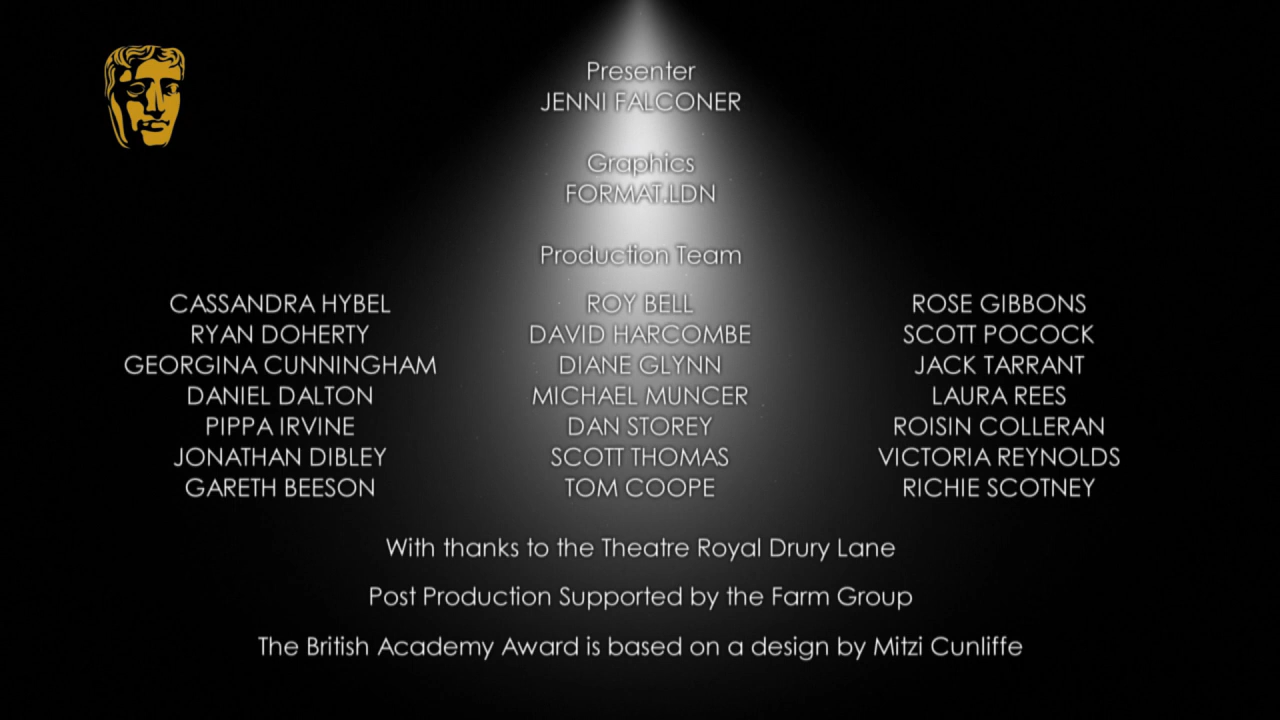 Presenter
JENNI FALCONER
Graphics
FORMAT.LDN
Production Team
CASSANDRA HYBEL ROY BELL ROSE GIBBONS
RYAN DOHERTY DAVID HARCOMBE SCOTT POCOCK
GEORGINA CUNNINGHAM DIANE GLYNN JACK TARRANT
DANIEL DALTON MICHAEL MUNCER LAURA REES
PIPPA IRVINE DAN STOREY ROISIN COLLERAN
JONATHAN DIBLEY SCOTT THOMAS VICTORIA REYNOLDS
GARETH BEESON TOM COOPE RICHIE SCOTNEY
With thanks to the Theatre Royal Drury Lane
Post Production Supported by the Farm Group
The British Academy Award is based on a design by Mitzi Cunliffe